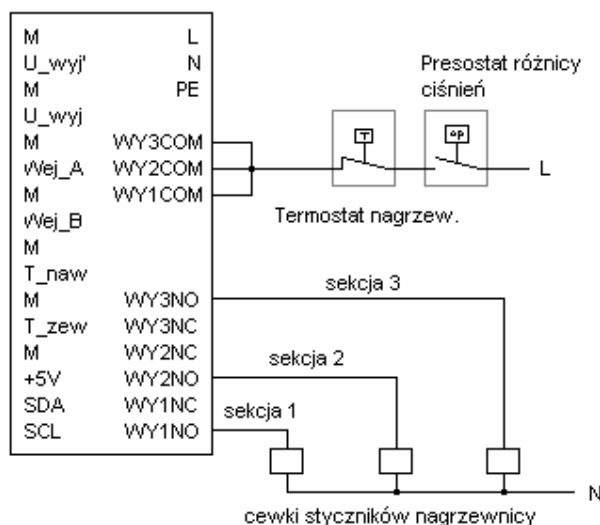 M L
U_wyj' N
M PE
U_wyj
M WY3COM
Wej_A WY2COM
M WY1COM
Wej_B
M
T_naw
M WY3NO
T_zew WY3NC
M WY2NC
+5V WY2NO
SDA WY1NC
SCL WY1NO
Presostat różnicy
ciśnień
T
ap
L
Termostat nagrzew.
sekcja 3
sekcja 2
sekcja 1
N
cewki styczników nagrzewnicy